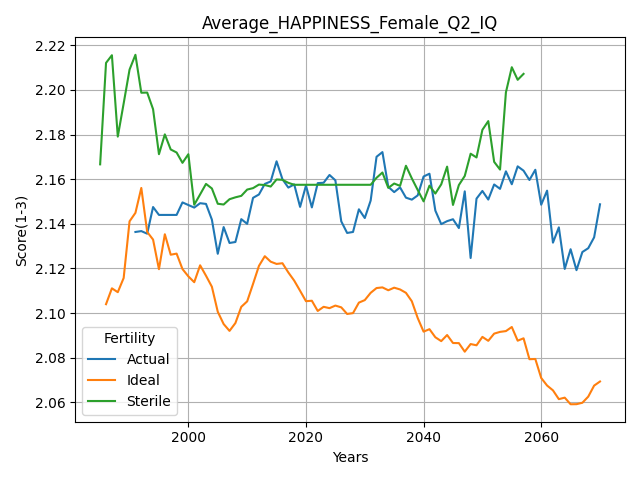 Average_HAPPINESS_Female_Q2_IQ
Score(1-3)
2.22
2.20
2.18
2.16
2.14
2.12
2.10
2.08
2.06
Fertility
Actual
Ideal
Sterile
2000 2020 2040 2060
Years